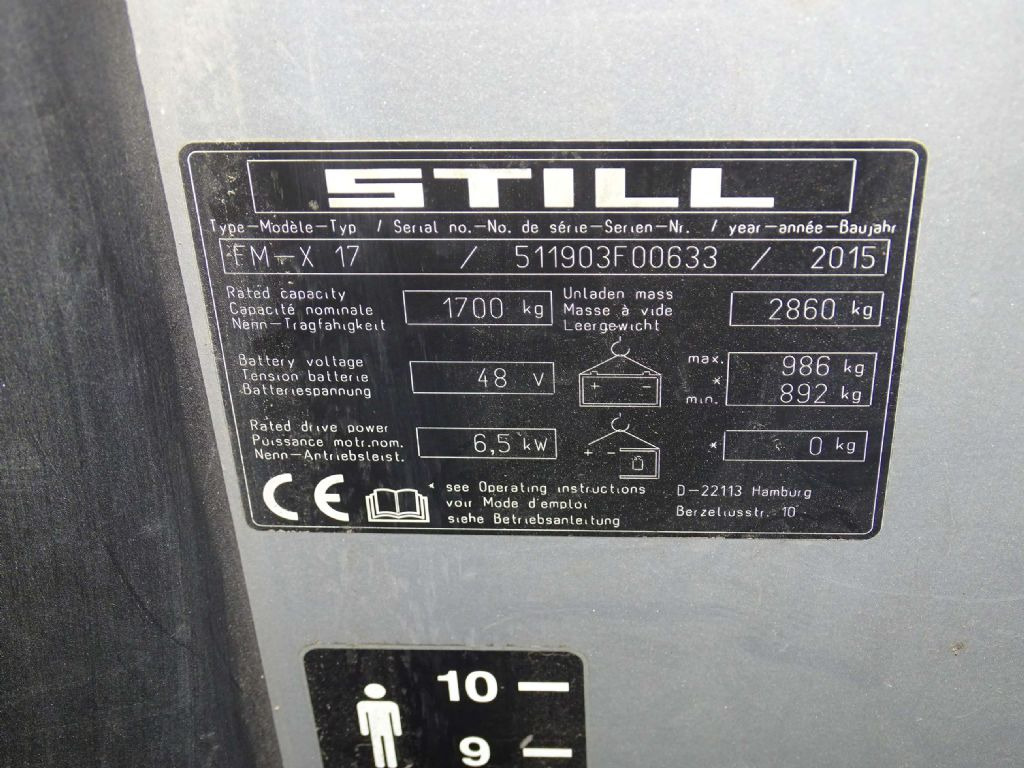 STILL
Type-Modèle-Typ / Serial no.-No. de série-Serien-Nr. / year-année-Baujahr
FM-X 17 / 511903F00633 / 2015
Rated capacity
Capacité nominale
Nenn-Tragfähigkeit
1700 kg
Unladen mass
Masse à vide
Leergewicht
2860 kg
Battery voltage
Tension batterie
Batteriespannung
48 V
+ -
max. 986 kg
*
min. 892 kg
Rated drive power
Puissance motr.nom.
Nenn-Antriebsleist.
6,5 kW
+ -
* 0 kg
CE
* see Operating instructions
voir Mode d'emploi
siehe Betriebsanleitung
D-22113 Hamburg
Berzeliusstr. 10
10
9